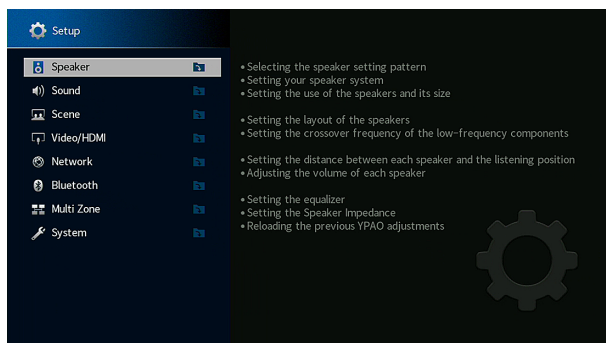 Setup
Speaker
Sound
Scene
Video/HDMI
Network
Bluetooth
Multi Zone
System
•Selecting the speaker setting pattern
•Setting your speaker system
•Setting the use of the speakers and its size
•Setting the layout of the speakers
•Setting the crossover frequency of the low-frequency components
•Setting the distance between each speaker and the listening position
•Adjusting the volume of each speaker
•Setting the equalizer
•Setting the Speaker Impedance
•Reloading the previous YPAO adjustments